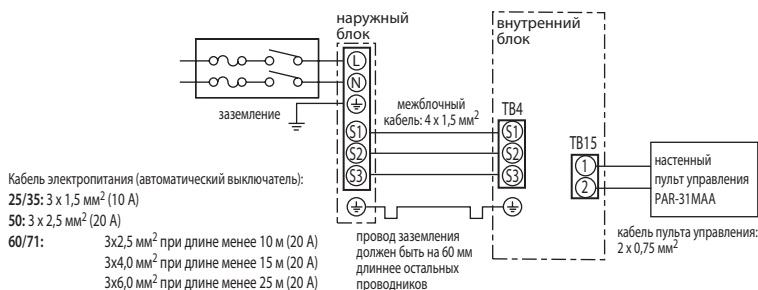 наружный
блок
внутренний
блок
L
N
заземление
межблочный
кабель: 4 x 1,5 мм²
TB4
S1
S2
S3
S1
S2
S3
TB15
1
2
настенный
пульт управления
PAR-31MAA
кабель пульта управления:
2 x 0,75 мм²
провод заземления
должен быть на 60 мм
длиннее остальных
проводников
Кабель электропитания (автоматический выключатель):
25/35: 3 x 1,5 мм² (10 А)
50: 3 x 2,5 мм² (20 А)
60/71: 3x2,5 мм² при длине менее 10 м (20 А)
3x4,0 мм² при длине менее 15 м (20 А)
3x6,0 мм² при длине менее 25 м (20 А)